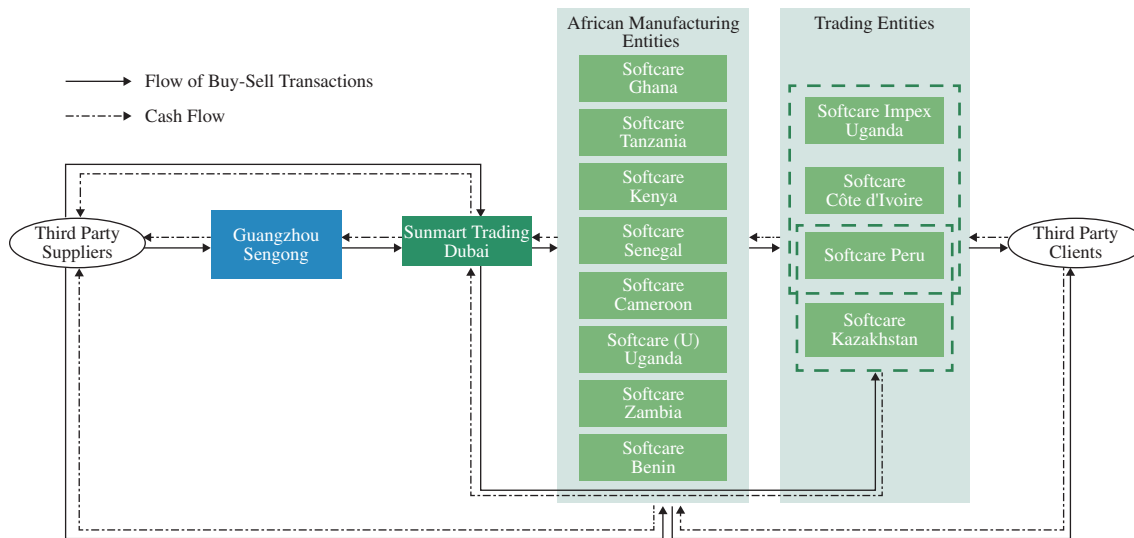 African Manufacturing
Entities
Trading Entities
Flow of Buy-Sell Transactions
Cash Flow
Third Party
Suppliers
Guangzhou
Sengong
Sunmart Trading
Dubai
Softcare
Ghana
Softcare
Tanzania
Softcare
Kenya
Softcare
Senegal
Softcare
Cameroon
Softcare (U)
Uganda
Softcare
Zambia
Softcare
Benin
Softcare Impex
Uganda
Softcare
Côte d'Ivoire
Softcare Peru
Softcare
Kazakhstan
Third Party
Clients